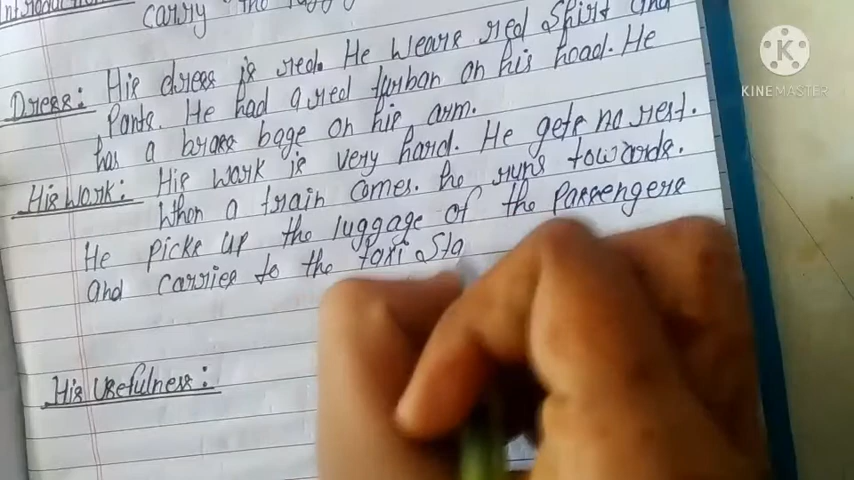 Introduction
carry the lugg
Dress: His dress is red. He wears red Shirt and
Pants. He had a red turban on his head. He
has a brass bage on his arm.
His work: His work is very hard. He gets no rest.
When a train comes. he runs towards.
He picks up the luggage of the Passengers
and carries to the taxi Sta
His Usefulness:
K
KINEMASTER